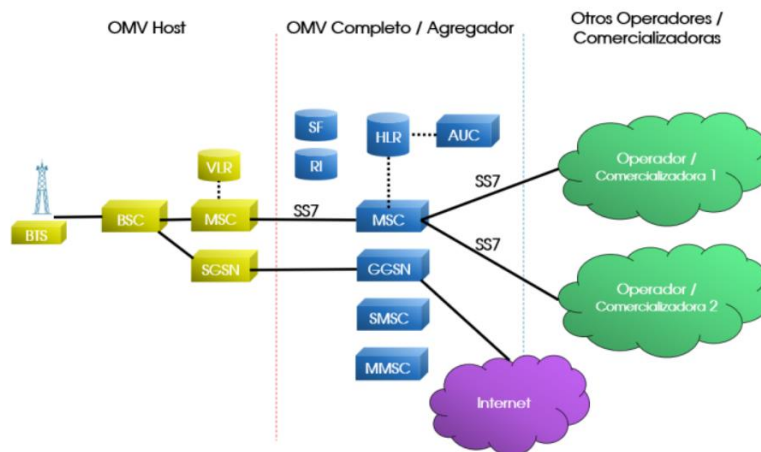 OMV Host
OMV Completo / Agregador
Otros Operadores /
Comercializadoras
SF
HLR
AUC
VLR
RI
Operador /
Comercializadora 1
SS7
BSC
MSC
SS7
MSC
BTS
SS7
SGSN
GGSN
Operador /
Comercializadora 2
SMSC
MMSC
Internet